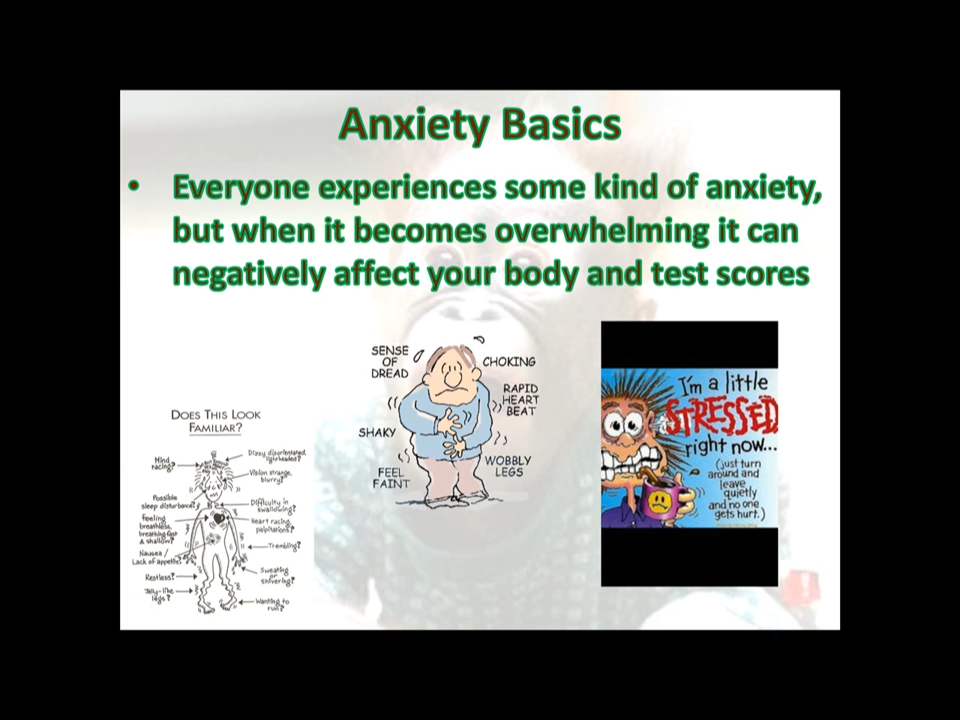 Anxiety Basics
• Everyone experiences some kind of anxiety,
but when it becomes overwhelming it can
negatively affect your body and test scores
DOES THIS LOOK
FAMILIAR?
Mind
racing?
Dizzy, disorientated,
lightheaded?
Vision strange,
blurry?
Possible
sleep disturbance?
Difficulty in
swallowing?
Feeling
breathless,
breathing fast
& shallow?
Heart racing,
palpitations?
Nausea /
Lack of appetite?
Trembling?
Restless?
Sweating
or
shivering?
Jelly-like
legs?
Wanting to
run?
SENSE
OF
DREAD
CHOKING
RAPID
HEART
BEAT
SHAKY
FEEL
FAINT
WOBBLY
LEGS
I'm a little
STRESSED
right now...
(just turn
around and
leave
quietly
and no one
gets hurt.)